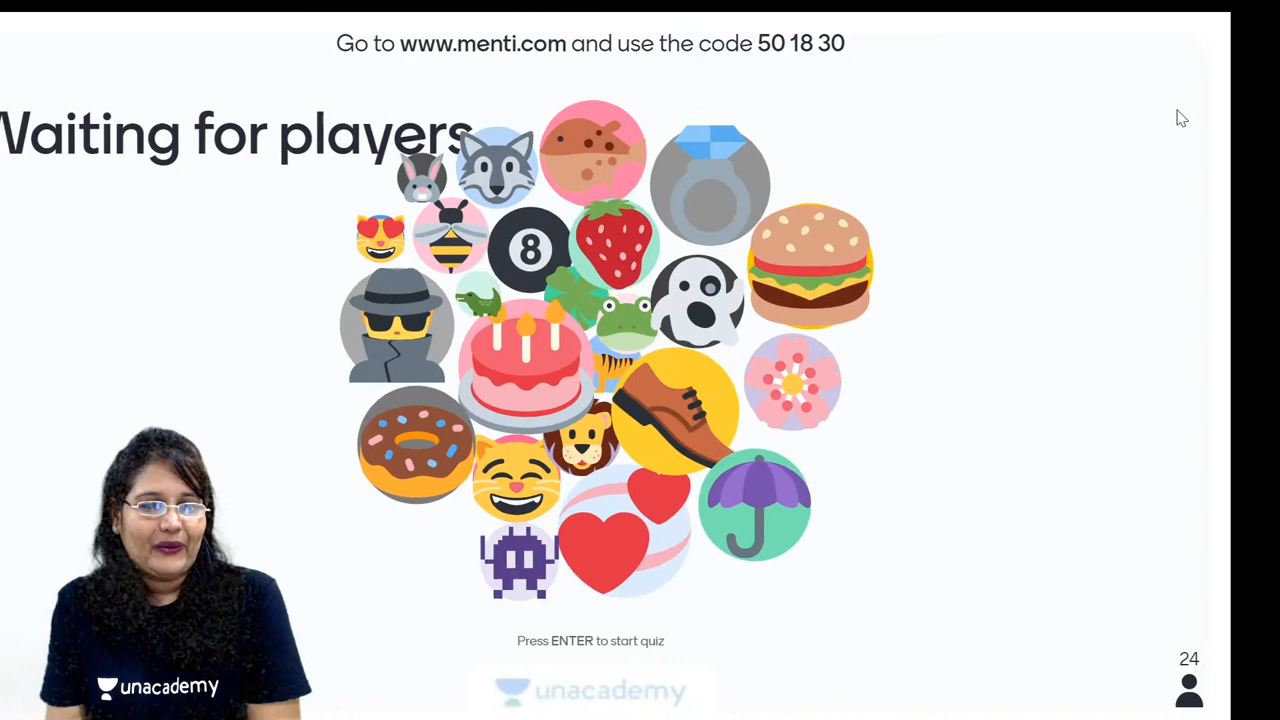 Go to www.menti.com and use the code 50 18 30
Waiting for players
8
Press ENTER to start quiz
24
unacademy
unacademy